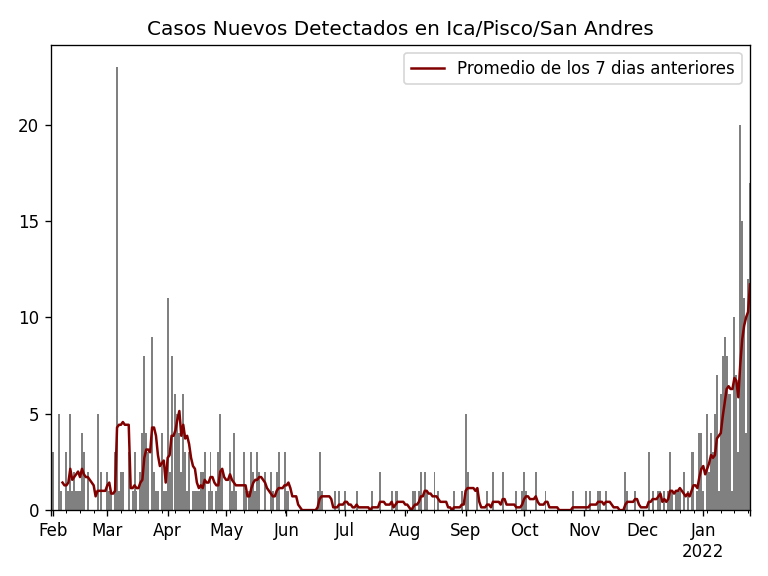 Casos Nuevos Detectados en Ica/Pisco/San Andres
Promedio de los 7 dias anteriores
20
15
10
5
0
Feb Mar Apr May Jun Jul Aug Sep Oct Nov Dec Jan
2022